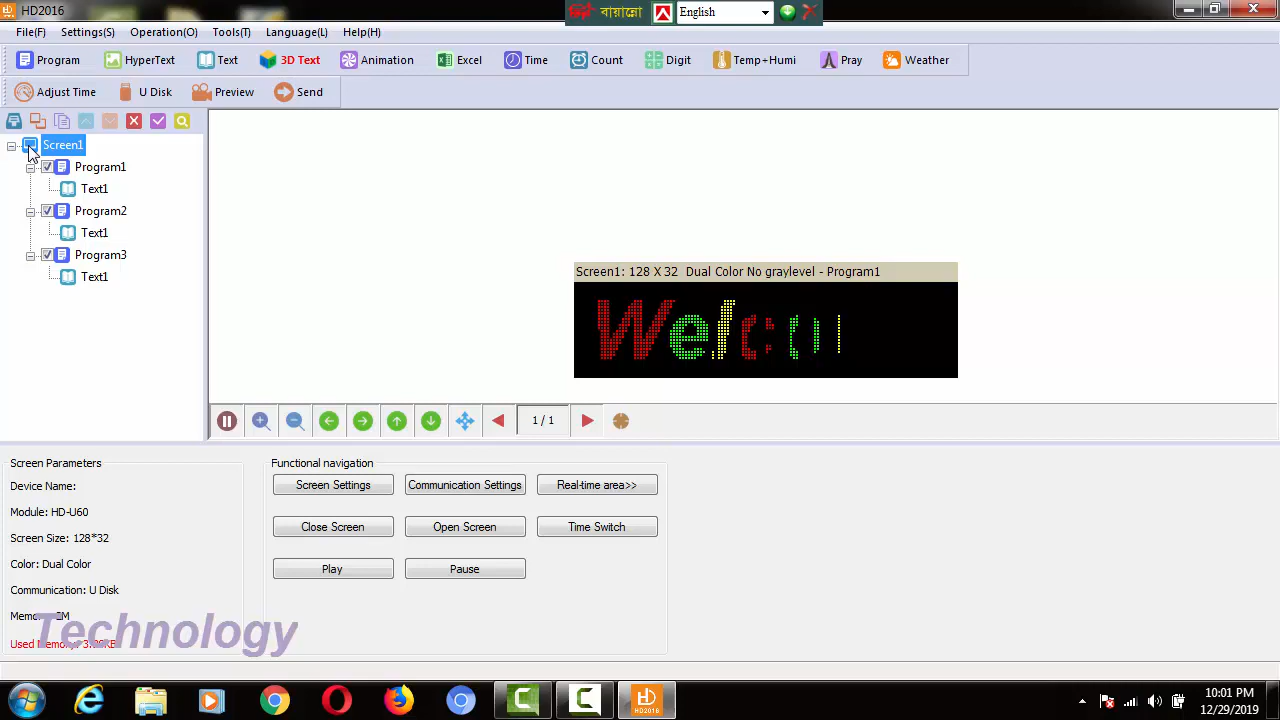 HD2016
বায়ান্নো English
File(F) Settings(S) Operation(O) Tools(T) Language(L) Help(H)
Program HyperText Text 3D Text Animation Excel Time Count Digit Temp+Humi Pray Weather
Adjust Time U Disk Preview Send
Screen1
Program1
Text1
Program2
Text1
Program3
Text1
Screen1: 128 X 32 Dual Color No graylevel - Program1
1 / 1
Screen Parameters
Device Name:
Module: HD-U60
Screen Size: 128*32
Color: Dual Color
Communication: U Disk
Functional navigation
Screen Settings Communication Settings Real-time area>>
Close Screen Open Screen Time Switch
Play Pause
Technology
HD2016
10:01 PM
12/29/2019